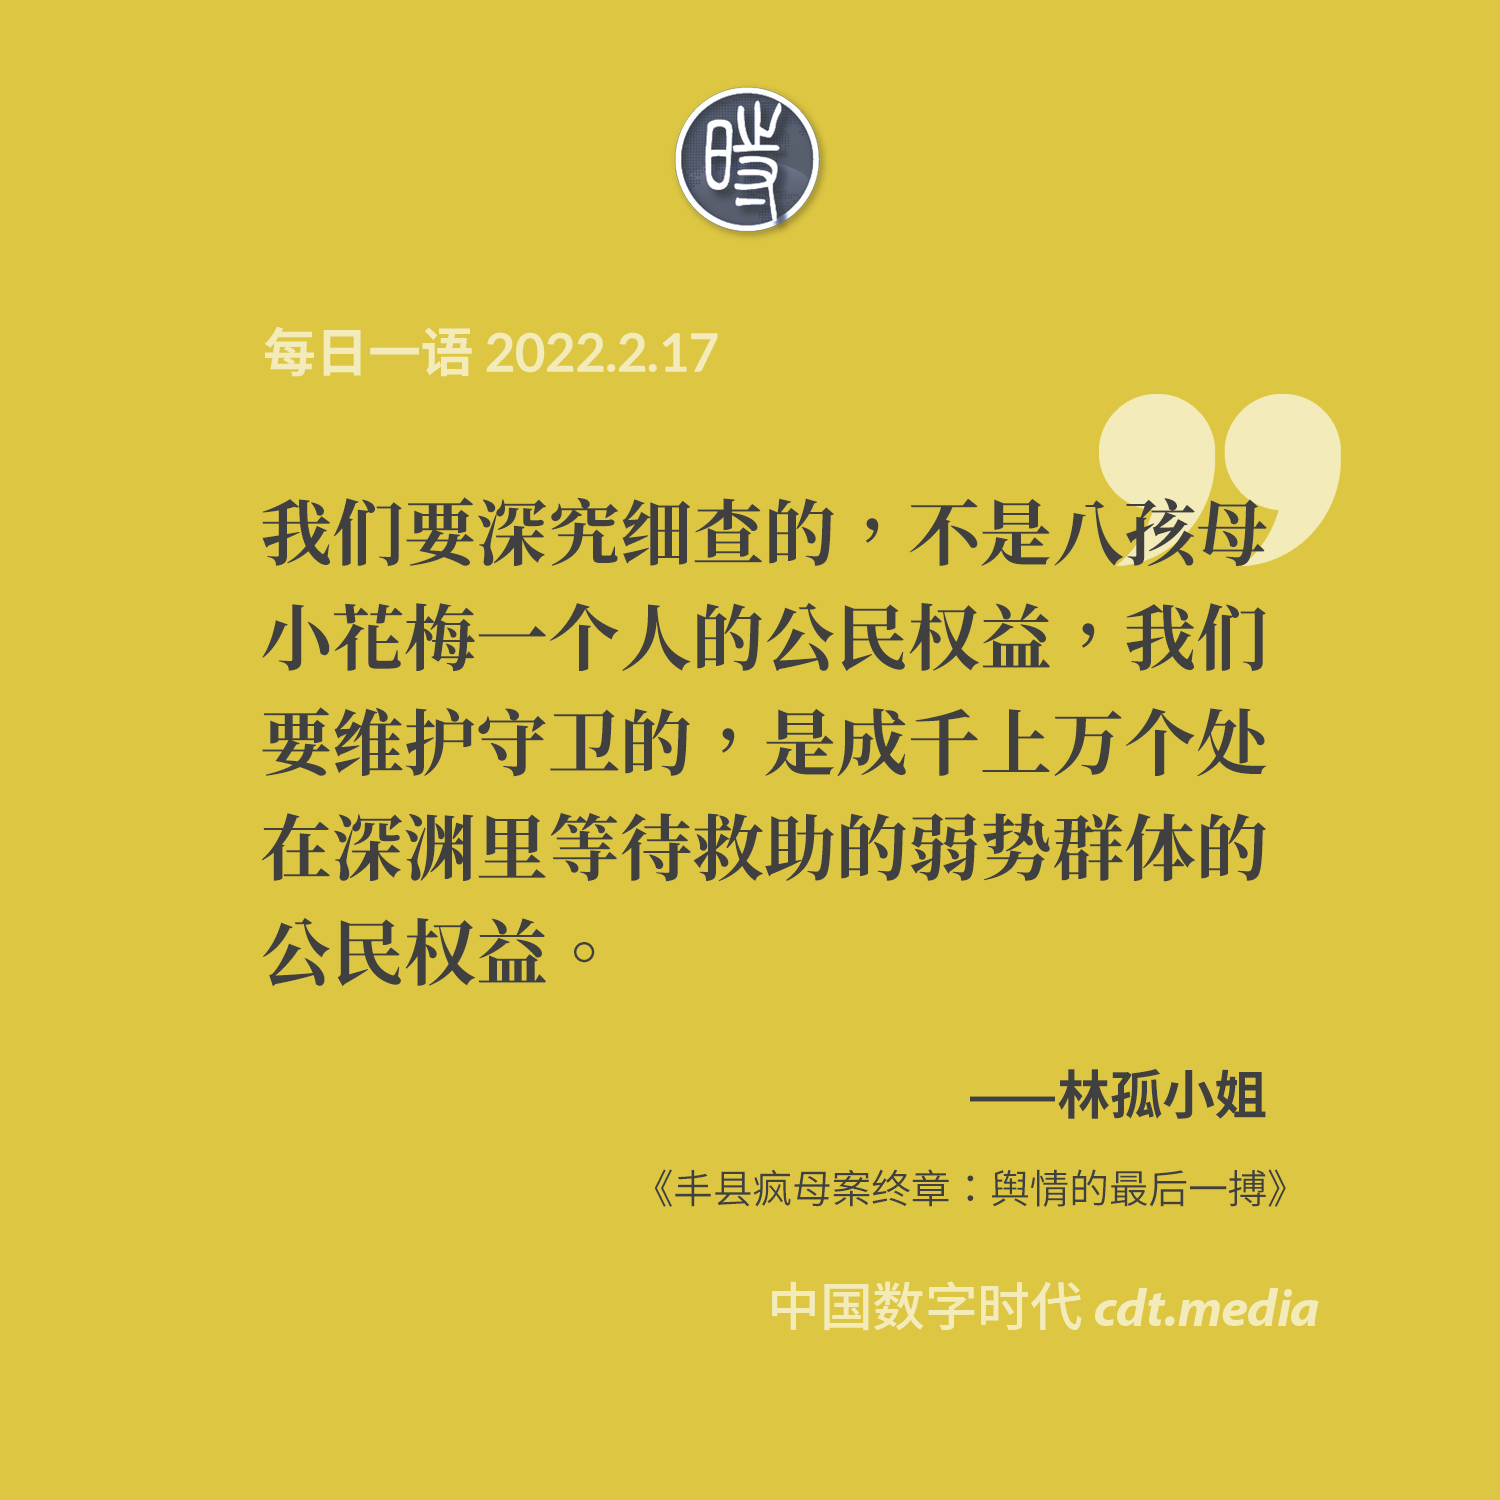 時
每日一语 2022.2.17
”
我们要深究细查的，不是八孩母
小花梅一个人的公民权益，我们
要维护守卫的，是成千上万个处
在深渊里等待救助的弱势群体的
公民权益。
——林孤小姐
《丰县疯母案终章：舆情的最后一搏》
中国数字时代 cdt.media